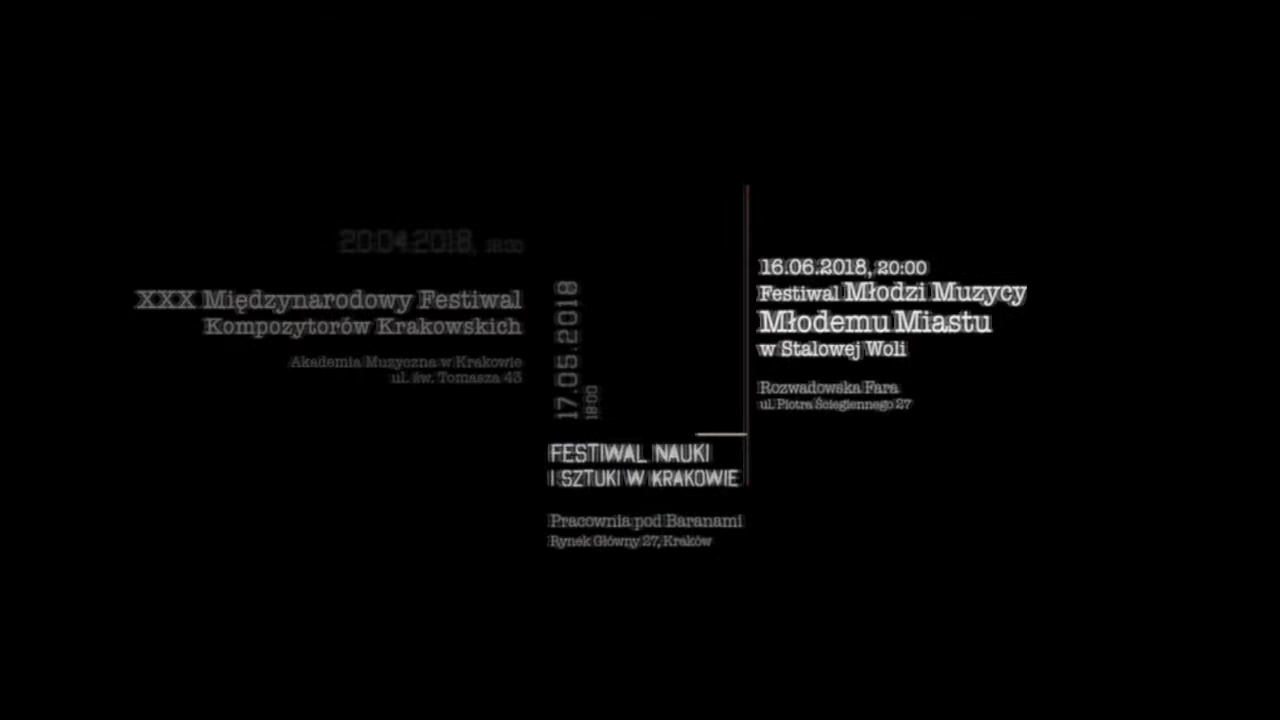 20.04.2018, 18:00
XXX Międzynarodowy Festiwal
Kompozytorów Krakowskich
Akademia Muzyczna w Krakowie
ul. św. Tomasza 43
17.05.2018
18:00
FESTIWAL NAUKI
I SZTUKI W KRAKOWIE
Pracownia pod Baranami
Rynek Główny 27, Kraków
16.06.2018, 20:00
Festiwal Młodzi Muzycy
Młodemu Miastu
w Stalowej Woli
Rozwadowska Fara
ul. Piotra Ściegiennego 27